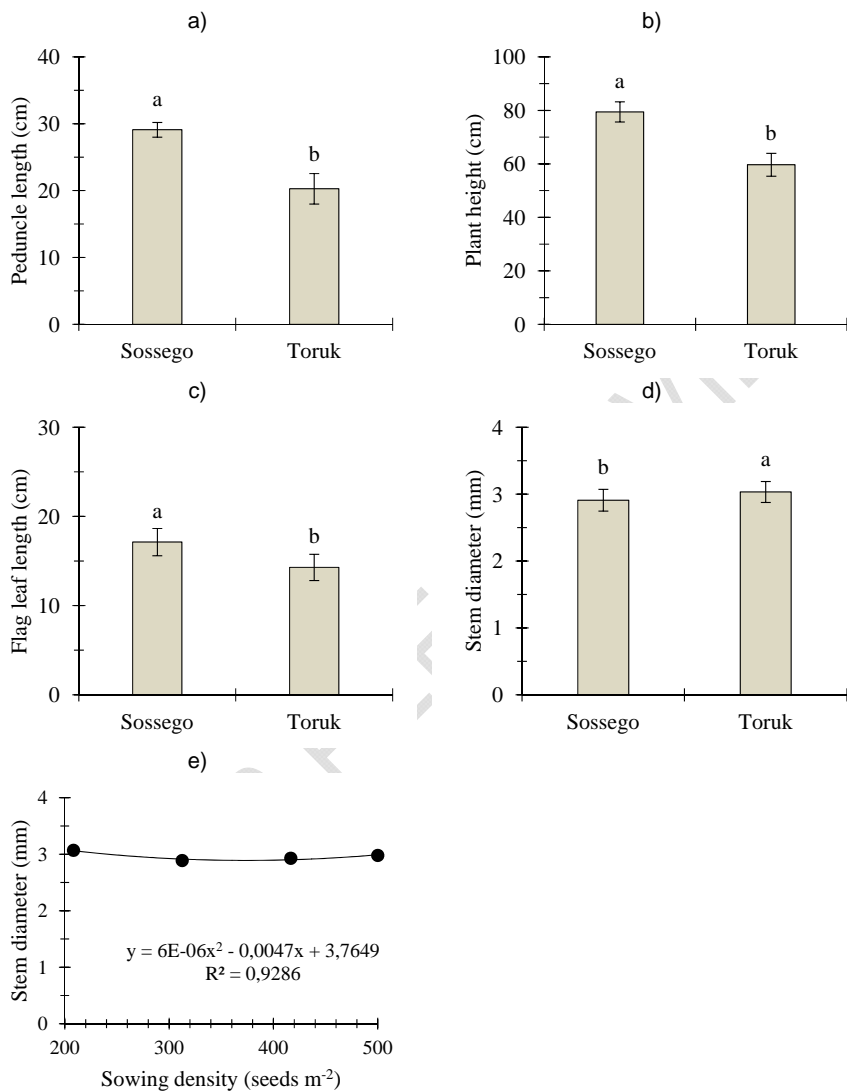 a)
40
30
20
10
0
Peduncle length (cm)
a
b
Sossego
Toruk
b)
100
80
60
40
20
0
Plant height (cm)
a
b
Sossego
Toruk
c)
30
20
10
0
Flag leaf length (cm)
a
b
Sossego
Toruk
d)
4
3
2
1
0
Stem diameter (mm)
b
a
Sossego
Toruk
e)
4
3
2
1
0
Stem diameter (mm)
y = 6E-06x² - 0,0047x + 3,7649
R² = 0,9286
200 300 400 500
Sowing density (seeds m⁻²)